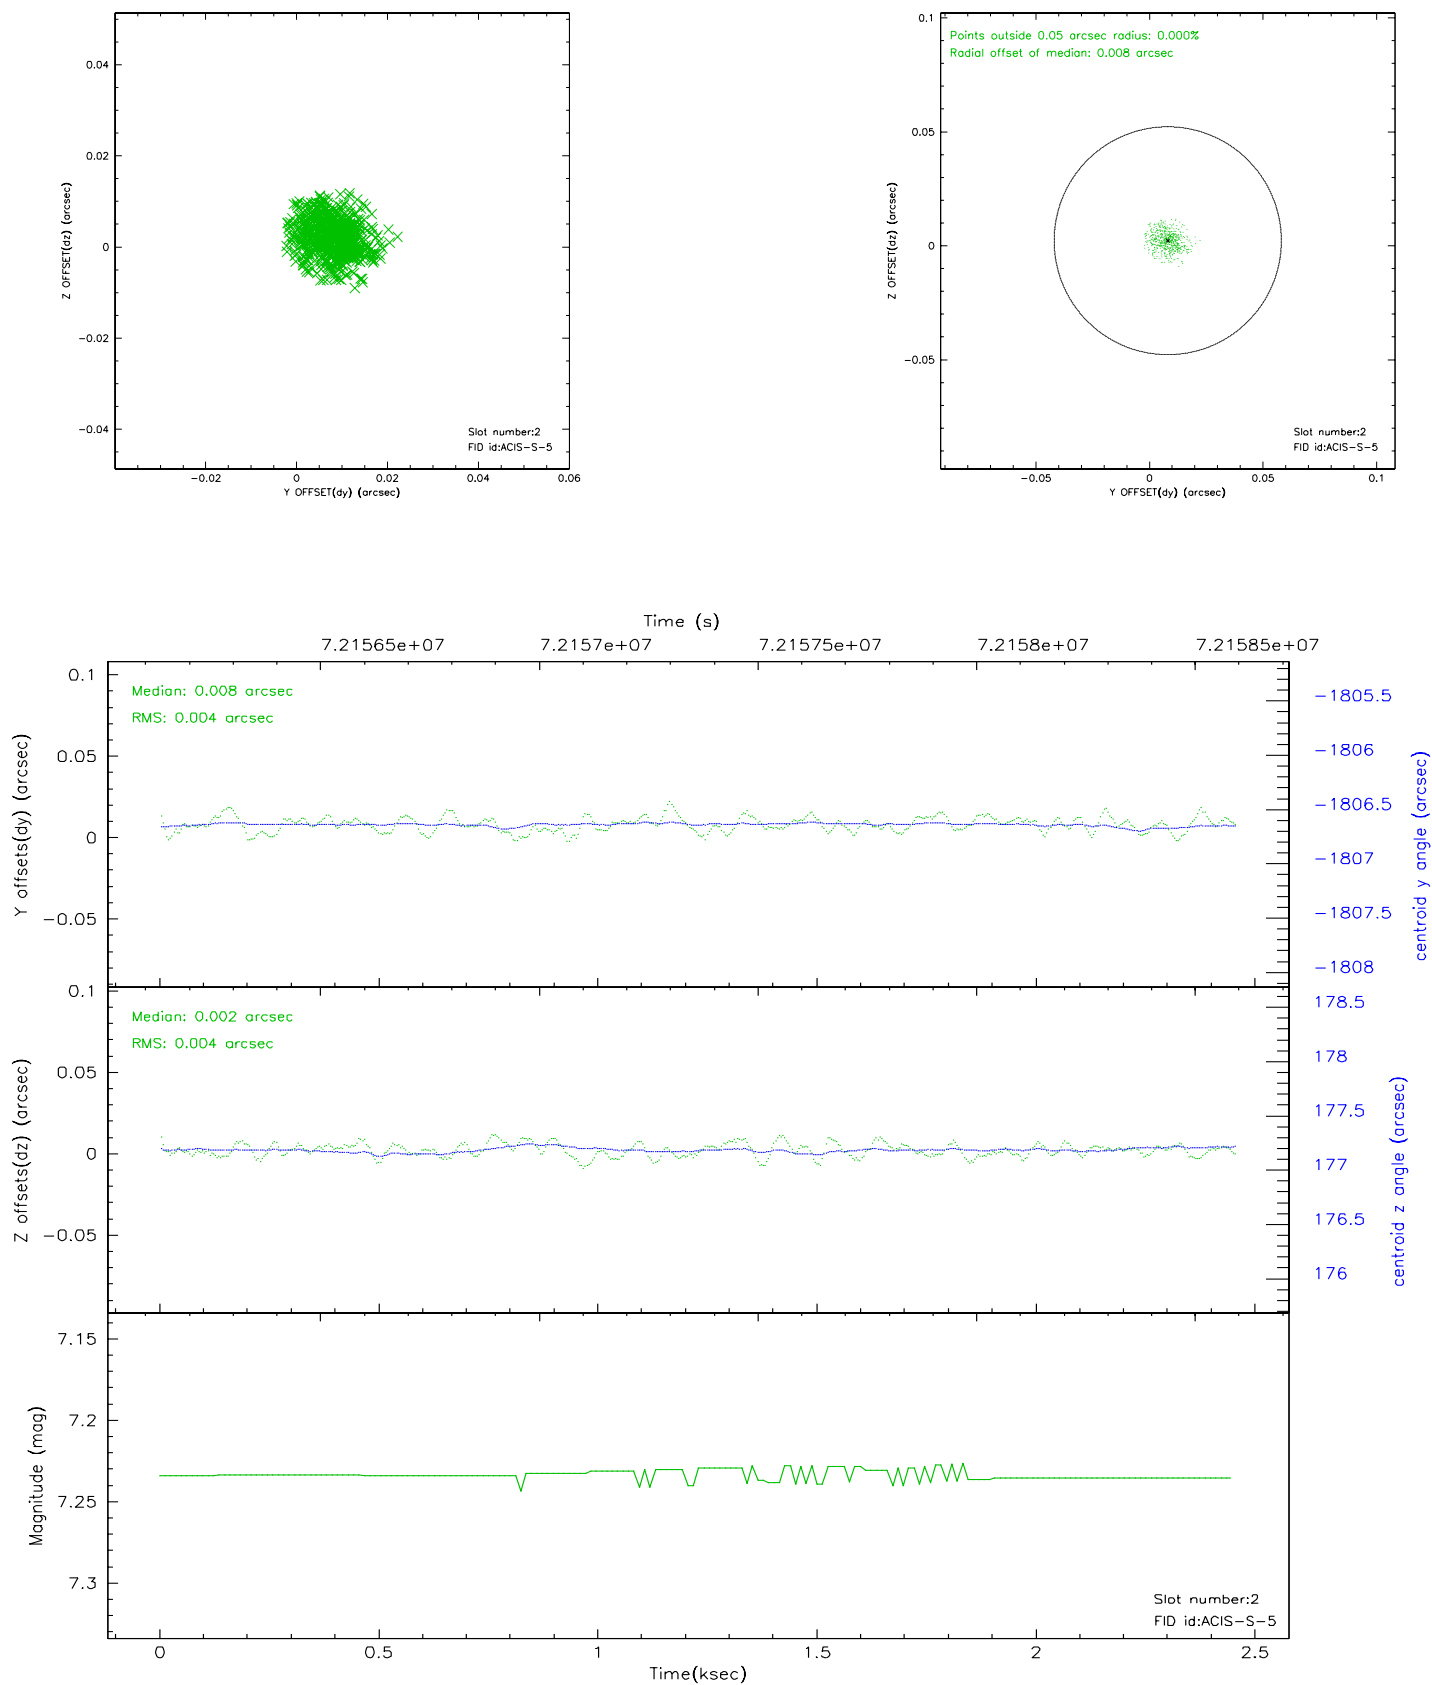 0.04
0.02
0
−0.02
−0.04
Z OFFSET(dz) (arcsec)
Slot number:2
FID id:ACIS−S−5
−0.02 0 0.02 0.04 0.06
Y OFFSET(dy) (arcsec)
0.1
0.05
0
−0.05
Z OFFSET(dz) (arcsec)
Points outside 0.05 arcsec radius: 0.000%
Radial offset of median: 0.008 arcsec
Slot number:2
FID id:ACIS−S−5
−0.05 0 0.05 0.1
Y OFFSET(dy) (arcsec)
Time (s)
7.21565e+07 7.2157e+07 7.21575e+07 7.2158e+07 7.21585e+07
0.1
0.05
0
−0.05
Y offsets(dy) (arcsec)
Median: 0.008 arcsec
RMS: 0.004 arcsec
−1805.5
−1806
−1806.5
−1807
−1807.5
−1808
centroid y angle (arcsec)
0.1
0.05
0
−0.05
Z offsets(dz) (arcsec)
Median: 0.002 arcsec
RMS: 0.004 arcsec
178.5
178
177.5
177
176.5
176
centroid z angle (arcsec)
7.15
7.2
7.25
7.3
Magnitude (mag)
Slot number:2
FID id:ACIS−S−5
0 0.5 1 1.5 2 2.5
Time(ksec)